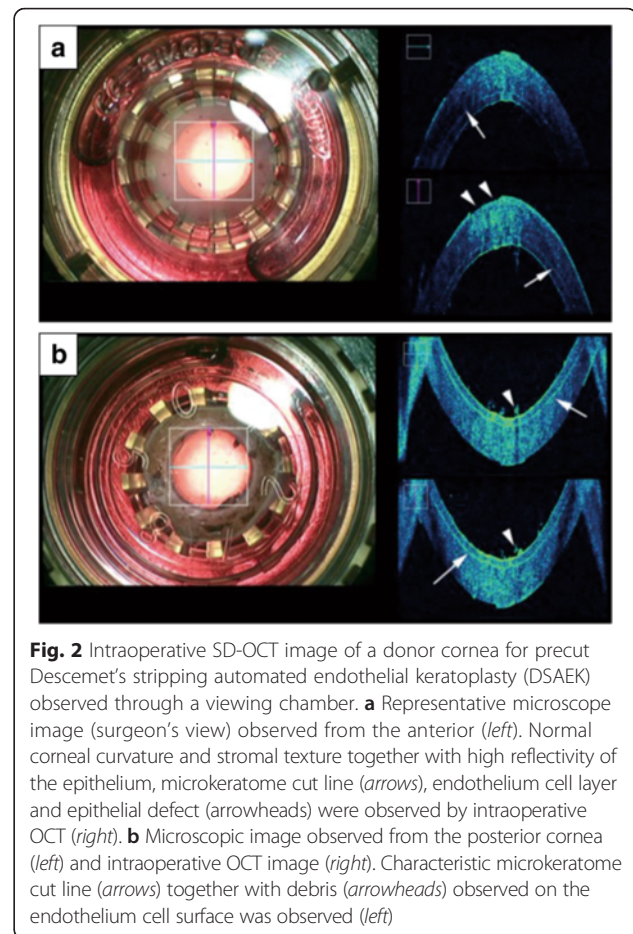 a
b
Fig. 2 Intraoperative SD-OCT image of a donor cornea for precut
Descemet's stripping automated endothelial keratoplasty (DSAEK)
observed through a viewing chamber. a Representative microscope
image (surgeon's view) observed from the anterior (left). Normal
corneal curvature and stromal texture together with high reflectivity of
the epithelium, microkeratome cut line (arrows), endothelium cell layer
and epithelial defect (arrowheads) were observed by intraoperative
OCT (right). b Microscopic image observed from the posterior cornea
(left) and intraoperative OCT image (right). Characteristic microkeratome
cut line (arrows) together with debris (arrowheads) observed on the
endothelium cell surface was observed (left)